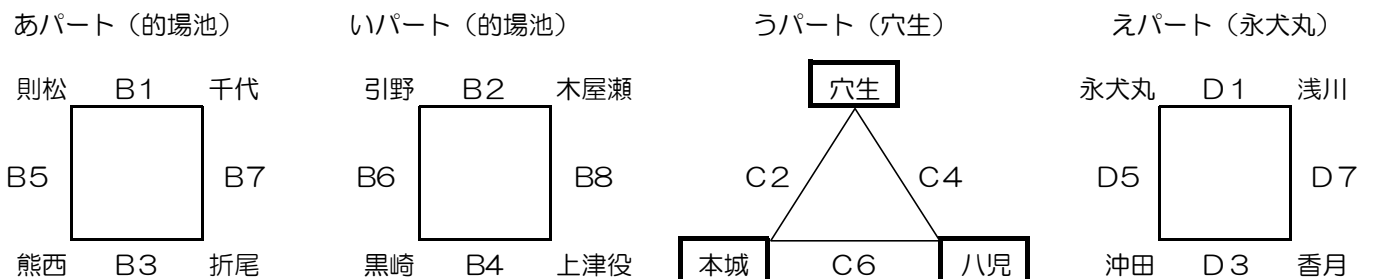 あパート（的場池） いパート（的場池） うパート（穴生） えパート（永犬丸）
則松 B1 千代 引野 B2 木屋瀬 穴生 永犬丸 D1 浅川
B5 B7 B6 B8 C2 C4 D5 D7
熊西 B3 折尾 黒崎 B4 上津役 本城 C6 八児 沖田 D3 香月